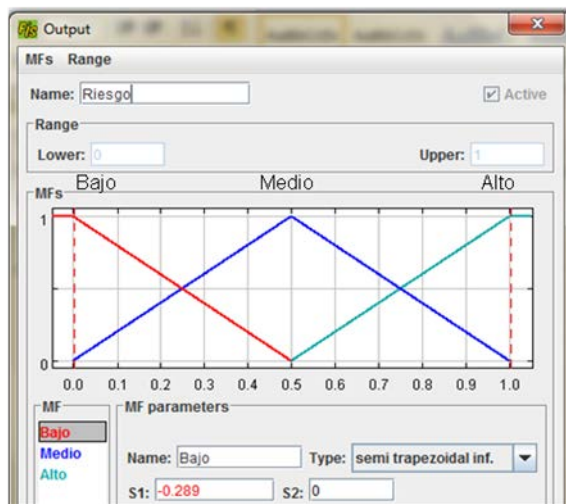 Fis Output
MFs Range
Name: Riesgo Active
Range
Lower: 0 Upper: 1
Bajo Medio Alto
MFs
1
0
0.0 0.1 0.2 0.3 0.4 0.5 0.6 0.7 0.8 0.9 1.0
MF MF parameters
Bajo
Medio
Alto
Name: Bajo Type: semi trapezoidal inf.
S1: -0.289 S2: 0